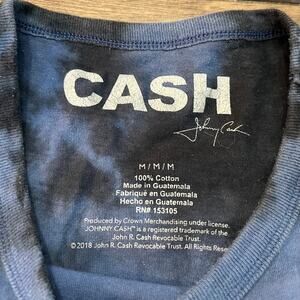 CASH
Johnny Cash
M / M / M
100% Cotton
Made in Guatemala
Fabriqué en Guatemala
Hecho en Guatemala
RN# 153105
Produced by Crown Merchandising under license.
JOHNNY CASH™ is a registered trademark of the
John R. Cash Revocable Trust.
©2018 John R. Cash Revocable Trust. All Rights Rese